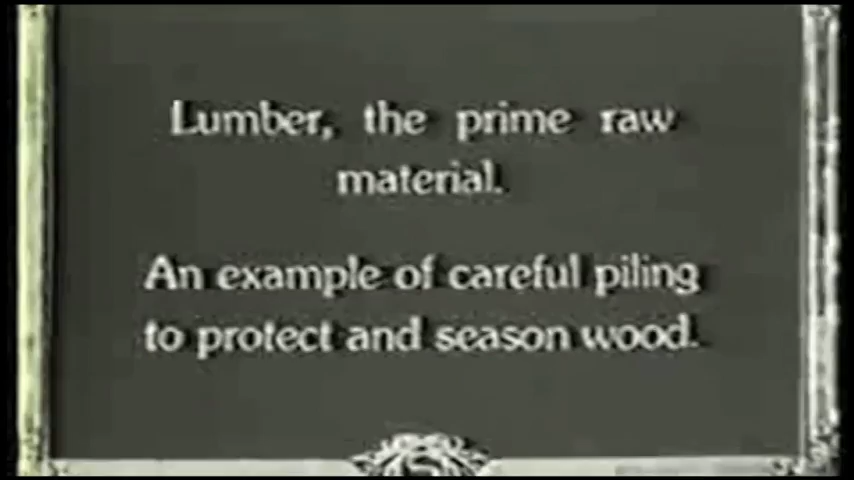 Lumber, the prime raw
material.
An example of careful piling
to protect and season wood.